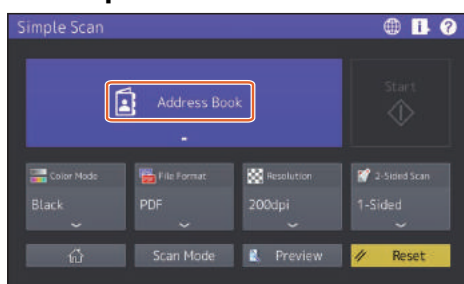 Simple Scan
Address Book
-
Start
Color Mode
File Format
Resolution
2-Sided Scan
Black
PDF
200dpi
1-Sided
Scan Mode
Preview
Reset